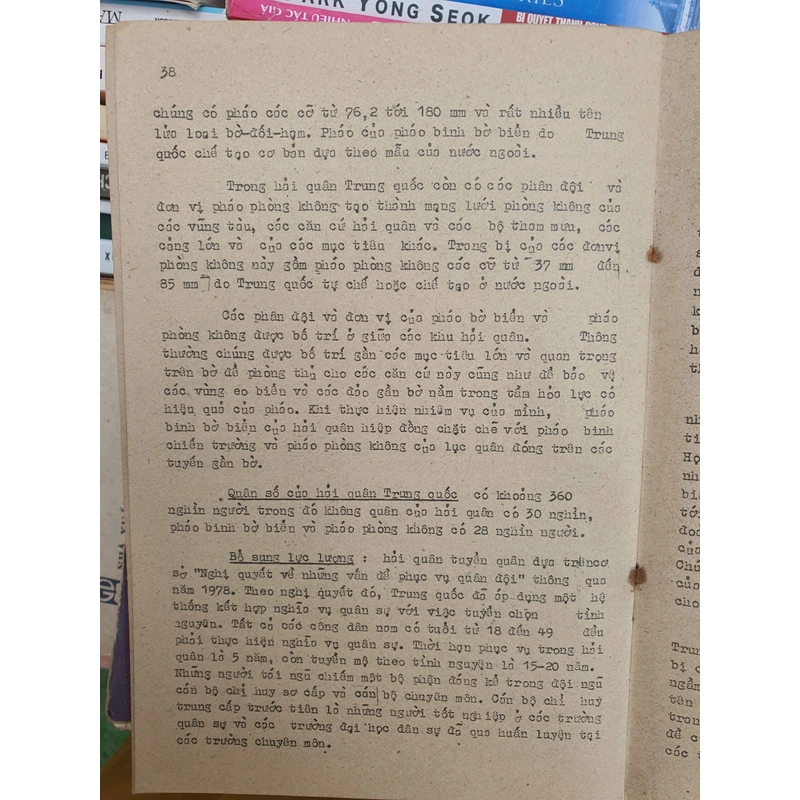 ARK YONG SEOK
NHIỀU TÁC GIẢ
BÍ QUYẾT THÀNH CÔNG
38
chúng có pháo các cỡ từ 76,2 tới 180 mm và rất nhiều tên
lửa loại bờ-đối-hạm. Pháo của pháo binh bờ biển do Trung
quốc chế tạo cơ bản dựa theo mẫu của nước ngoài.
Trong hải quân Trung quốc còn có các phân đội và
đơn vị pháo phòng không tạo thành mạng lưới phòng không của
các vũng tàu, các căn cứ hải quân và các bộ tham mưu, các
cảng lớn và của các mục tiêu khác. Trang bị của các đơnvị
phòng không này gồm pháo phòng không các cỡ từ 37 mm đến
85 mm do Trung quốc tự chế hoặc chế tạo ở nước ngoài.
Các phân đội và đơn vị của pháo bờ biển và pháo
phòng không được bố trí ở giữa các khu hải quân. Thông
thường chúng được bố trí gần các mục tiêu lớn và quan trọng
trên bờ để phòng thủ cho các căn cứ này cũng như để bảo vệ
các vùng eo biển và các đảo gần bờ nằm trong tầm hỏa lực có
hiệu quả của pháo. Khi thực hiện nhiệm vụ của mình, pháo
binh bờ biển của hải quân hiệp đồng chặt chẽ với pháo binh
chiến trường và pháo phòng không của lục quân đóng trên các
tuyến gần bờ.
Quân số của hải quân Trung quốc có khoảng 360
nghìn người trong đó không quân của hải quân có 30 nghìn,
pháo binh bờ biển và pháo phòng không có 28 nghìn người.
Bổ sung lực lượng : hải quân tuyển quân dựa trêncơ
sở "Nghị quyết về những vấn đề phục vụ quân đội" thông qua
năm 1978. Theo nghị quyết đó, Trung quốc đã áp dụng một hệ
thống kết hợp nghĩa vụ quân sự với việc tuyển chọn tình
nguyện. Tất cả các công dân nam có tuổi từ 18 đến 49 đều
phải thực hiện nghĩa vụ quân sự. Thời hạn phục vụ trong hải
quân là 5 năm, còn tuyển mộ theo tình nguyện là 15-20 năm.
Những người tái ngũ chiếm một bộ phận đáng kể trong đội ngũ
cán bộ chỉ huy sơ cấp và cán bộ chuyên môn. Cán bộ chỉ huy
trung cấp trước tiên là những người tốt nghiệp ở các trường
quân sự và các trường đại học dân sự đã qua huấn luyện tại
các trường chuyên môn.